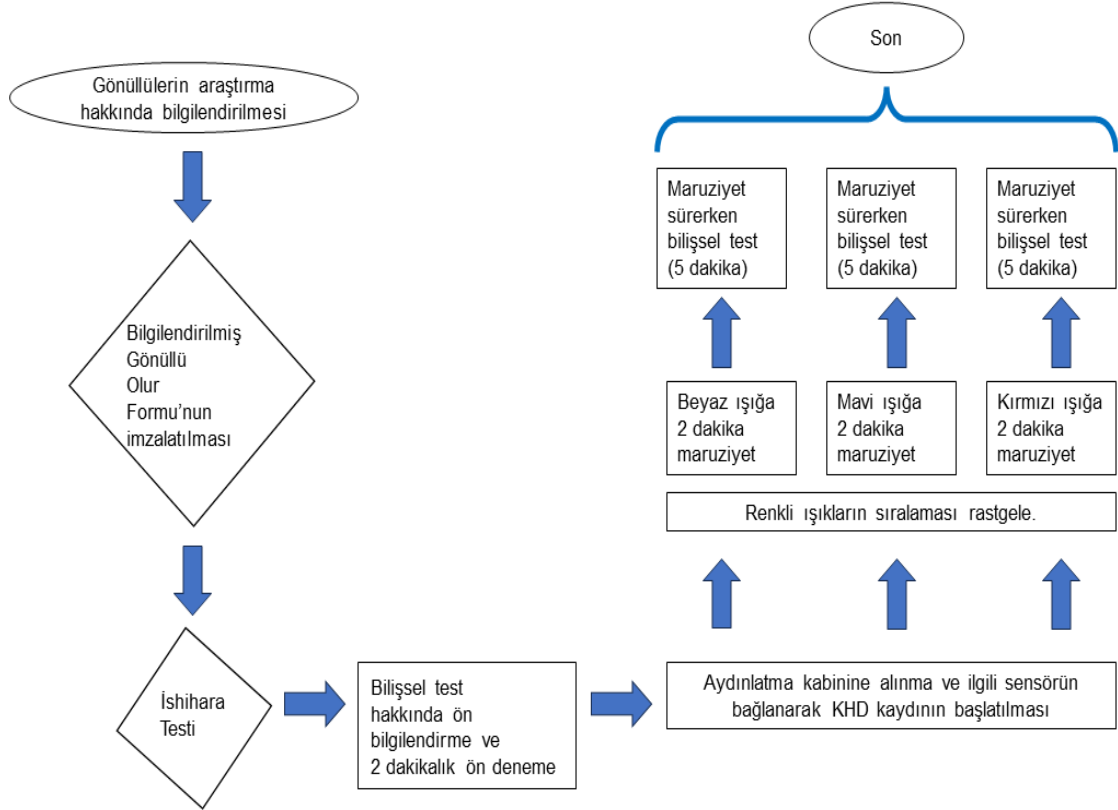 Gönüllülerin araştırma
hakkında bilgilendirilmesi
Bilgilendirilmiş
Gönüllü
Olur
Formu'nun
imzalatılması
İshihara
Testi
Bilişsel test
hakkında ön
bilgilendirme ve
2 dakikalık ön deneme
Aydınlatma kabinine alınma ve ilgili sensörün
bağlanarak KHD kaydının başlatılması
Renkli ışıkların sıralaması rastgele.
Beyaz ışığa
2 dakika
maruziyet
Mavi ışığa
2 dakika
maruziyet
Kırmızı ışığa
2 dakika
maruziyet
Maruziyet
sürerken
bilişsel test
(5 dakika)
Maruziyet
sürerken
bilişsel test
(5 dakika)
Maruziyet
sürerken
bilişsel test
(5 dakika)
Son